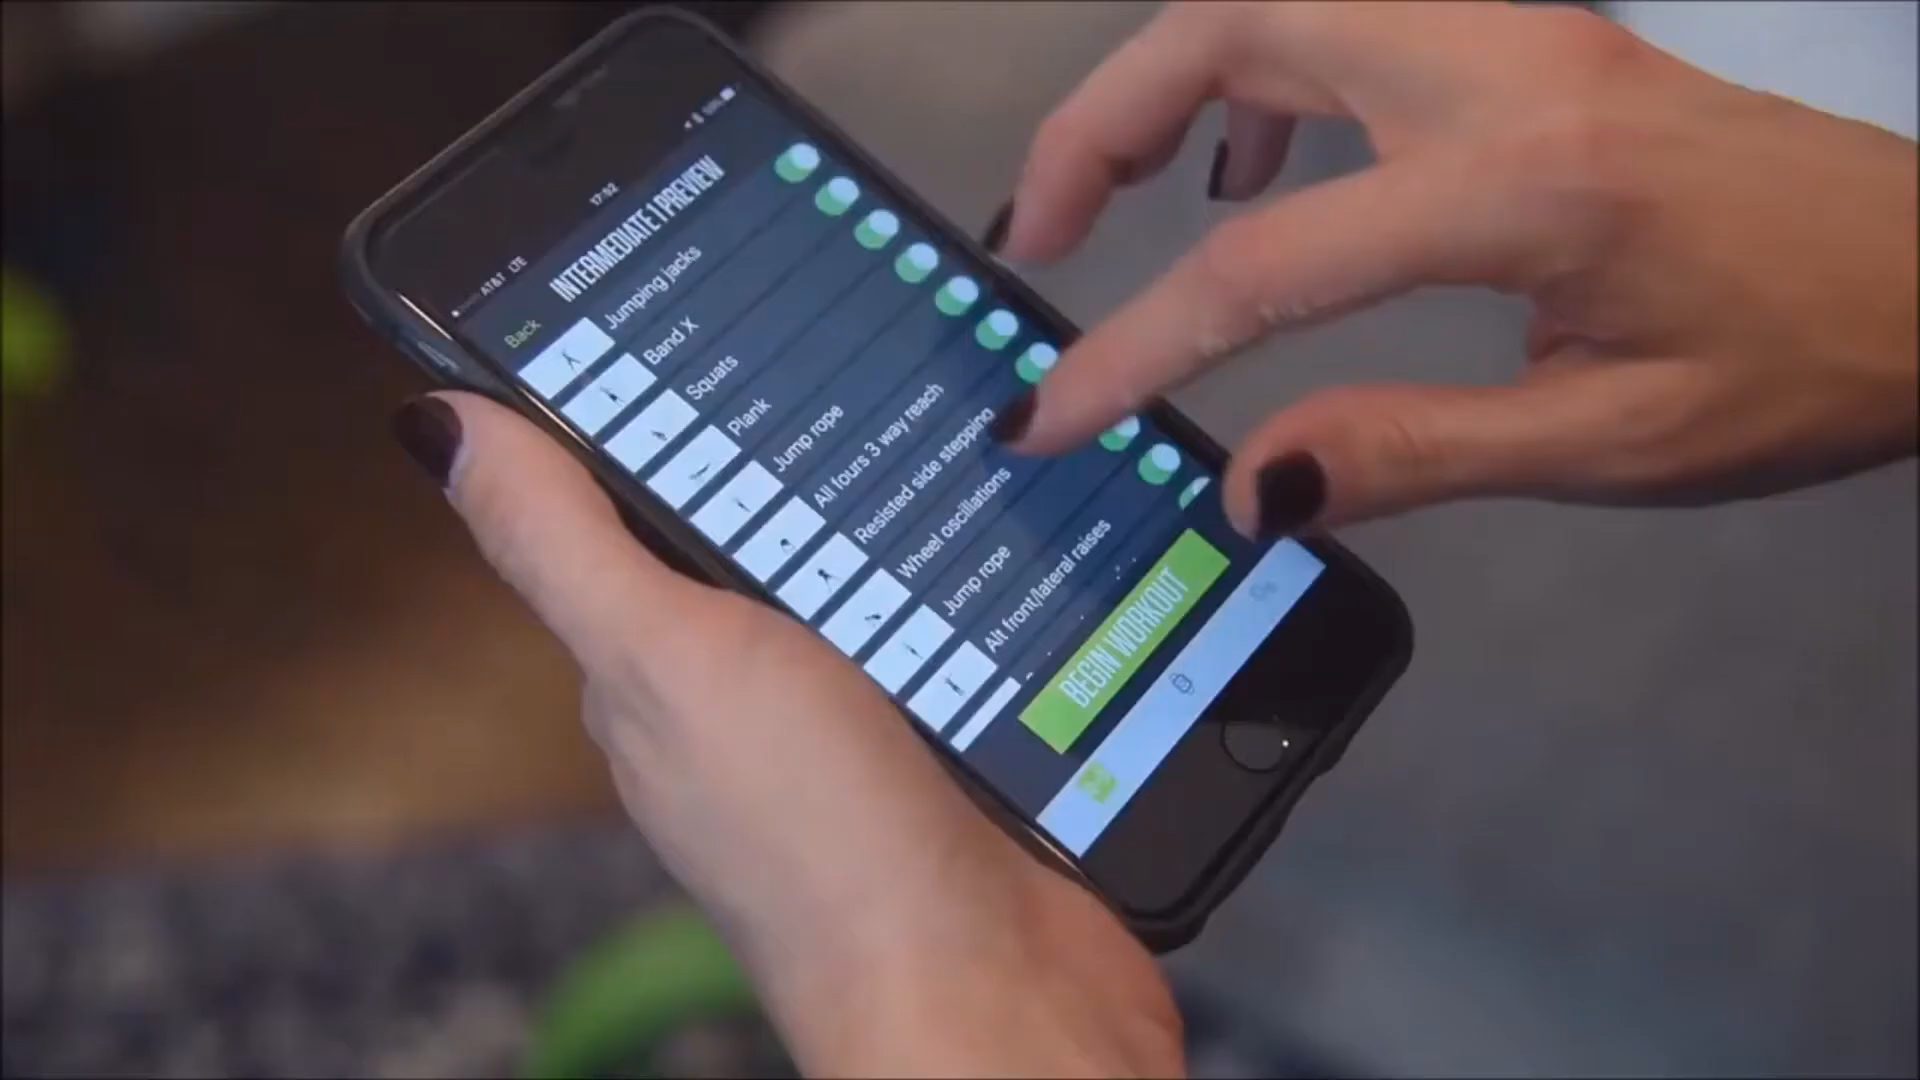 AT&T LTE
17:52
Back
INTERMEDIATE 1 PREVIEW
Jumping jacks
Band X
Squats
Plank
Jump rope
All fours 3 way reach
Resisted side stepping
Wheel oscillations
Jump rope
Alt front/lateral raises
BEGIN WORKOUT